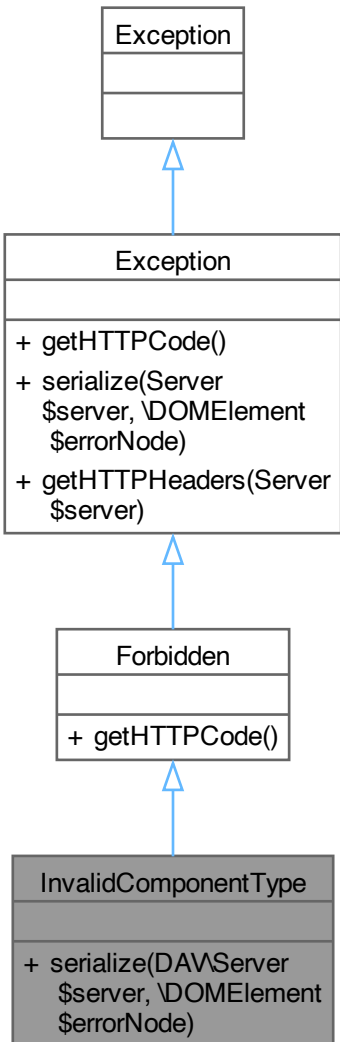 Exception
Exception
+ getHTTPCode()
+ serialize(Server
$server, \DOMElement
$errorNode)
+ getHTTPHeaders(Server
$server)
Forbidden
+ getHTTPCode()
InvalidComponentType
+ serialize(DAV\Server
$server, \DOMElement
$errorNode)